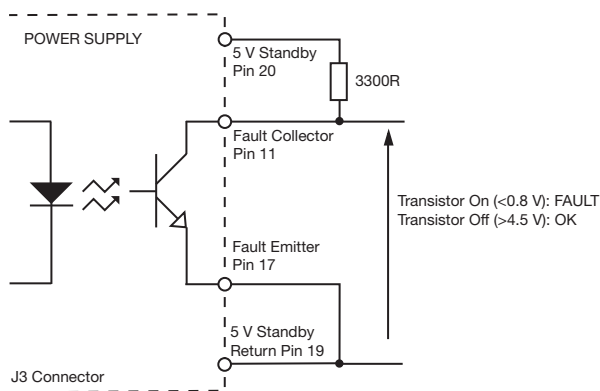 POWER SUPPLY
5 V Standby
Pin 20
3300R
Fault Collector
Pin 11
Transistor On (<0.8 V): FAULT
Transistor Off (>4.5 V): OK
Fault Emitter
Pin 17
5 V Standby
Return Pin 19
J3 Connector